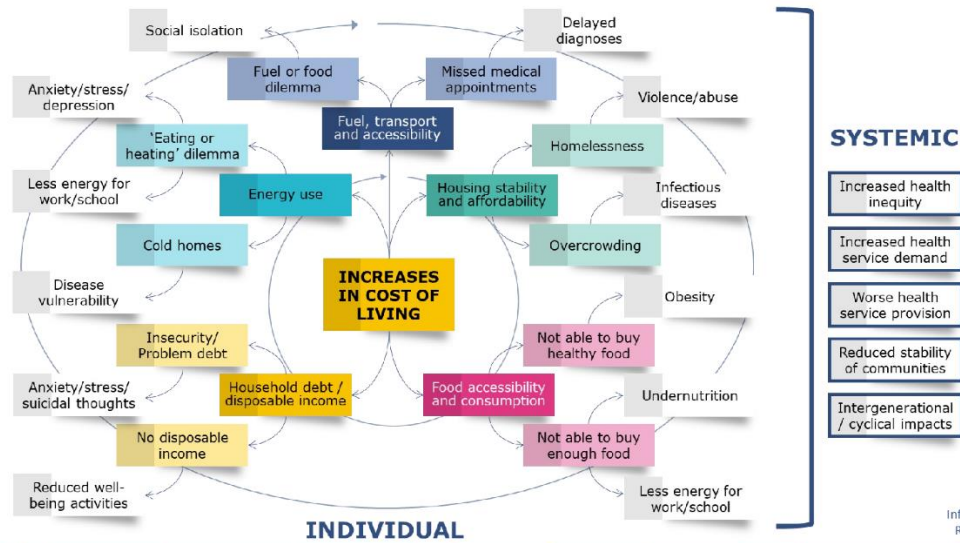 Social isolation
Delayed
diagnoses
Fuel or food
dilemma
Missed medical
appointments
Anxiety/stress/
depression
Violence/abuse
Fuel, transport
and accessibility
'Eating or
heating' dilemma
Homelessness
SYSTEMIC
Less energy for
work/school
Energy use
Housing stability
and affordability
Infectious
diseases
Increased health
inequity
Cold homes
Overcrowding
Increased health
service demand
INCREASES
IN COST OF
LIVING
Disease
vulnerability
Obesity
Worse health
service provision
Insecurity/
Problem debt
Not able to buy
healthy food
Reduced stability
of communities
Anxiety/stress/
suicidal thoughts
Household debt /
disposable income
Food accessibility
and consumption
Undernutrition
Intergenerational
/ cyclical impacts
No disposable
income
Not able to buy
enough food
Reduced well-
being activities
Less energy for
work/school
INDIVIDUAL